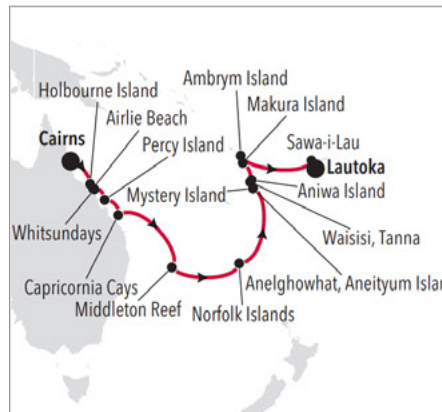 Ambrym Island
Holbourne Island
Makura Island
Airlie Beach
Cairns
Percy Island
Sawa-i-Lau
Lautoka
Mystery Island
Aniwa Island
Whitsundays
Waisisi, Tanna
Capricornia Cays
Anelghowhat, Aneityum Islan
Middleton Reef
Norfolk Islands